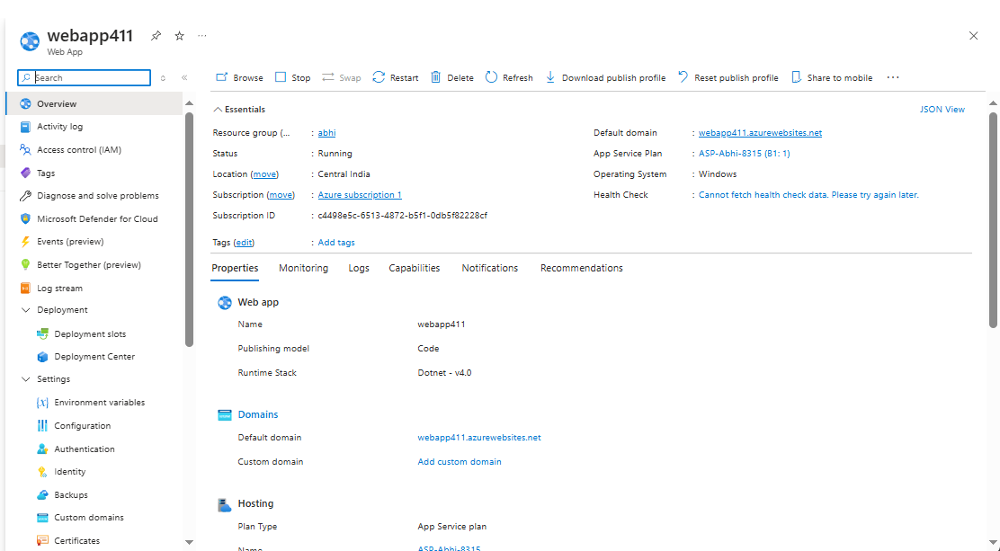 webapp411
Web App
Search
Overview
Activity log
Access control (IAM)
Tags
Diagnose and solve problems
Microsoft Defender for Cloud
Events (preview)
Better Together (preview)
Log stream
Deployment
Deployment slots
Deployment Center
Settings
Environment variables
Configuration
Authentication
Identity
Backups
Custom domains
Certificates
Browse Stop Swap Restart Delete Refresh Download publish profile Reset publish profile Share to mobile
Essentials JSON View
Resource group (... : abhi
Status : Running
Location (move) : Central India
Subscription (move) : Azure subscription 1
Subscription ID : c4498e5c-6513-4872-b5f1-0db5f82228cf
Default domain : webapp411.azurewebsites.net
App Service Plan : ASP-Abhi-8315 (B1: 1)
Operating System : Windows
Health Check : Cannot fetch health check data. Please try again later.
Tags (edit) : Add tags
Properties Monitoring Logs Capabilities Notifications Recommendations
Web app
Name webapp411
Publishing model Code
Runtime Stack Dotnet - v4.0
Domains
Default domain webapp411.azurewebsites.net
Custom domain Add custom domain
Hosting
Plan Type App Service plan
Name ASP-Abhi-8315